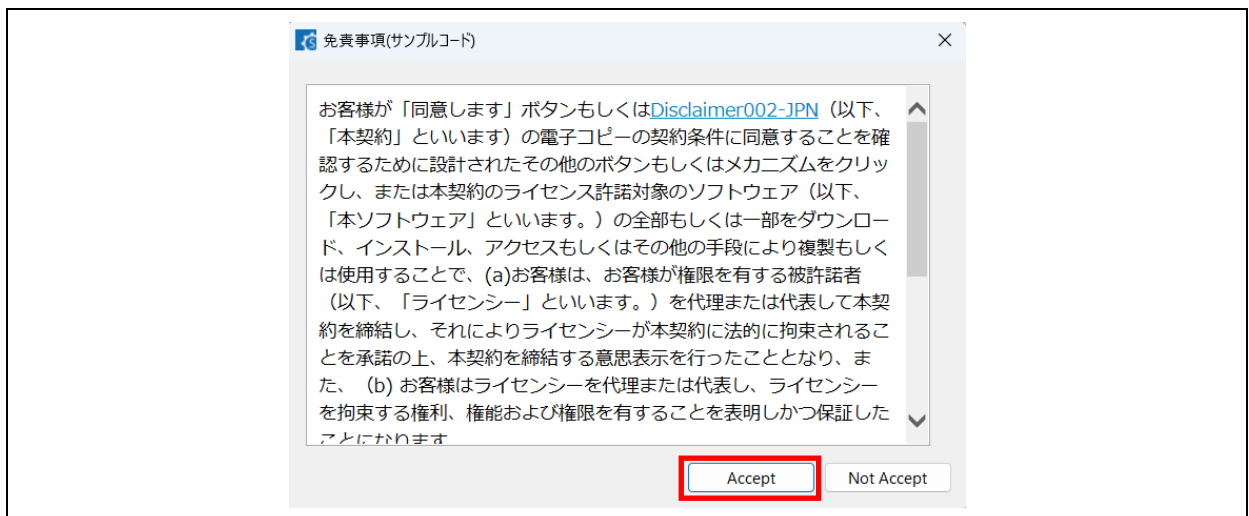 免責事項(サンプルコード)
お客様が「同意します」ボタンもしくはDisclaimer002-JPN（以下、
「本契約」といいます）の電子コピーの契約条件に同意することを確
認するために設計されたその他のボタンもしくはメカニズムをクリッ
クし、または本契約のライセンス許諾対象のソフトウェア（以下、
「本ソフトウェア」といいます。）の全部もしくは一部をダウンロー
ド、インストール、アクセスもしくはその他の手段により複製もしく
は使用することで、(a)お客様は、お客様が権限を有する被許諾者
（以下、「ライセンシー」といいます。）を代理または代表して本契
約を締結し、それによりライセンシーが本契約に法的に拘束されるこ
とを承諾の上、本契約を締結する意思表示を行ったこととなり、ま
た、（b) お客様はライセンシーを代理または代表し、ライセンシー
を拘束する権利、権能および権限を有することを表明しかつ保証した
ことになります
Accept
Not Accept